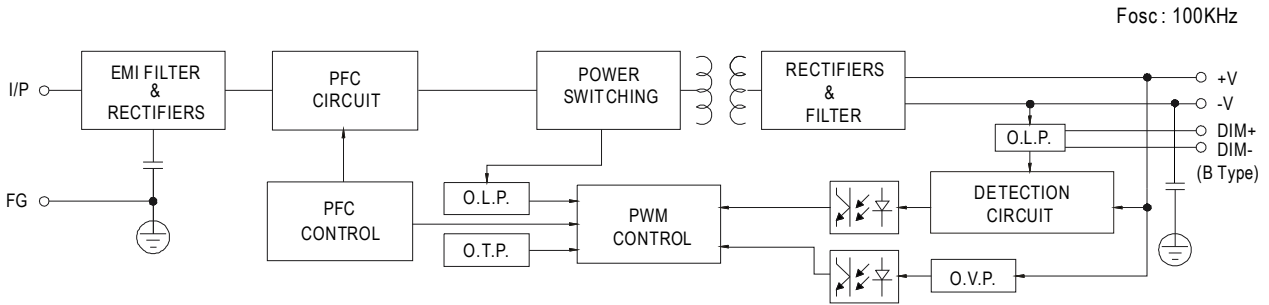 Fosc : 100KHz
I/P
EMI FILTER
&
RECTIFIERS
PFC
CIRCUIT
POWER
SWITCHING
RECTIFIERS
&
FILTER
+V
-V
DIM+
DIM-
(B Type)
O.L.P.
FG
PFC
CONTROL
O.L.P.
O.T.P.
PWM
CONTROL
DETECTION
CIRCUIT
O.V.P.